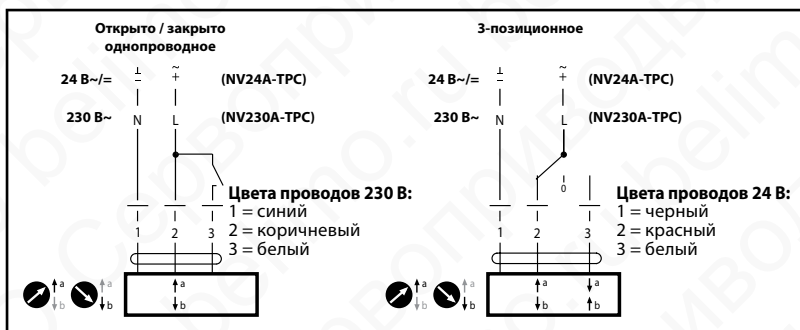 Открыто / закрыто
однопроводное
24 В~/=
⊥
–
~
+
(NV24A-TPC)
230 В~
N
L
(NV230A-TPC)
Цвета проводов 230 В:
1 = синий
2 = коричневый
3 = белый
1
2
3
a
b
a
b
a
b
3-позиционное
24 В~/=
⊥
–
~
+
(NV24A-TPC)
230 В~
N
L
(NV230A-TPC)
0
Цвета проводов 24 В:
1 = черный
2 = красный
3 = белый
1
2
3
a
b
a
b
a
b
a
b